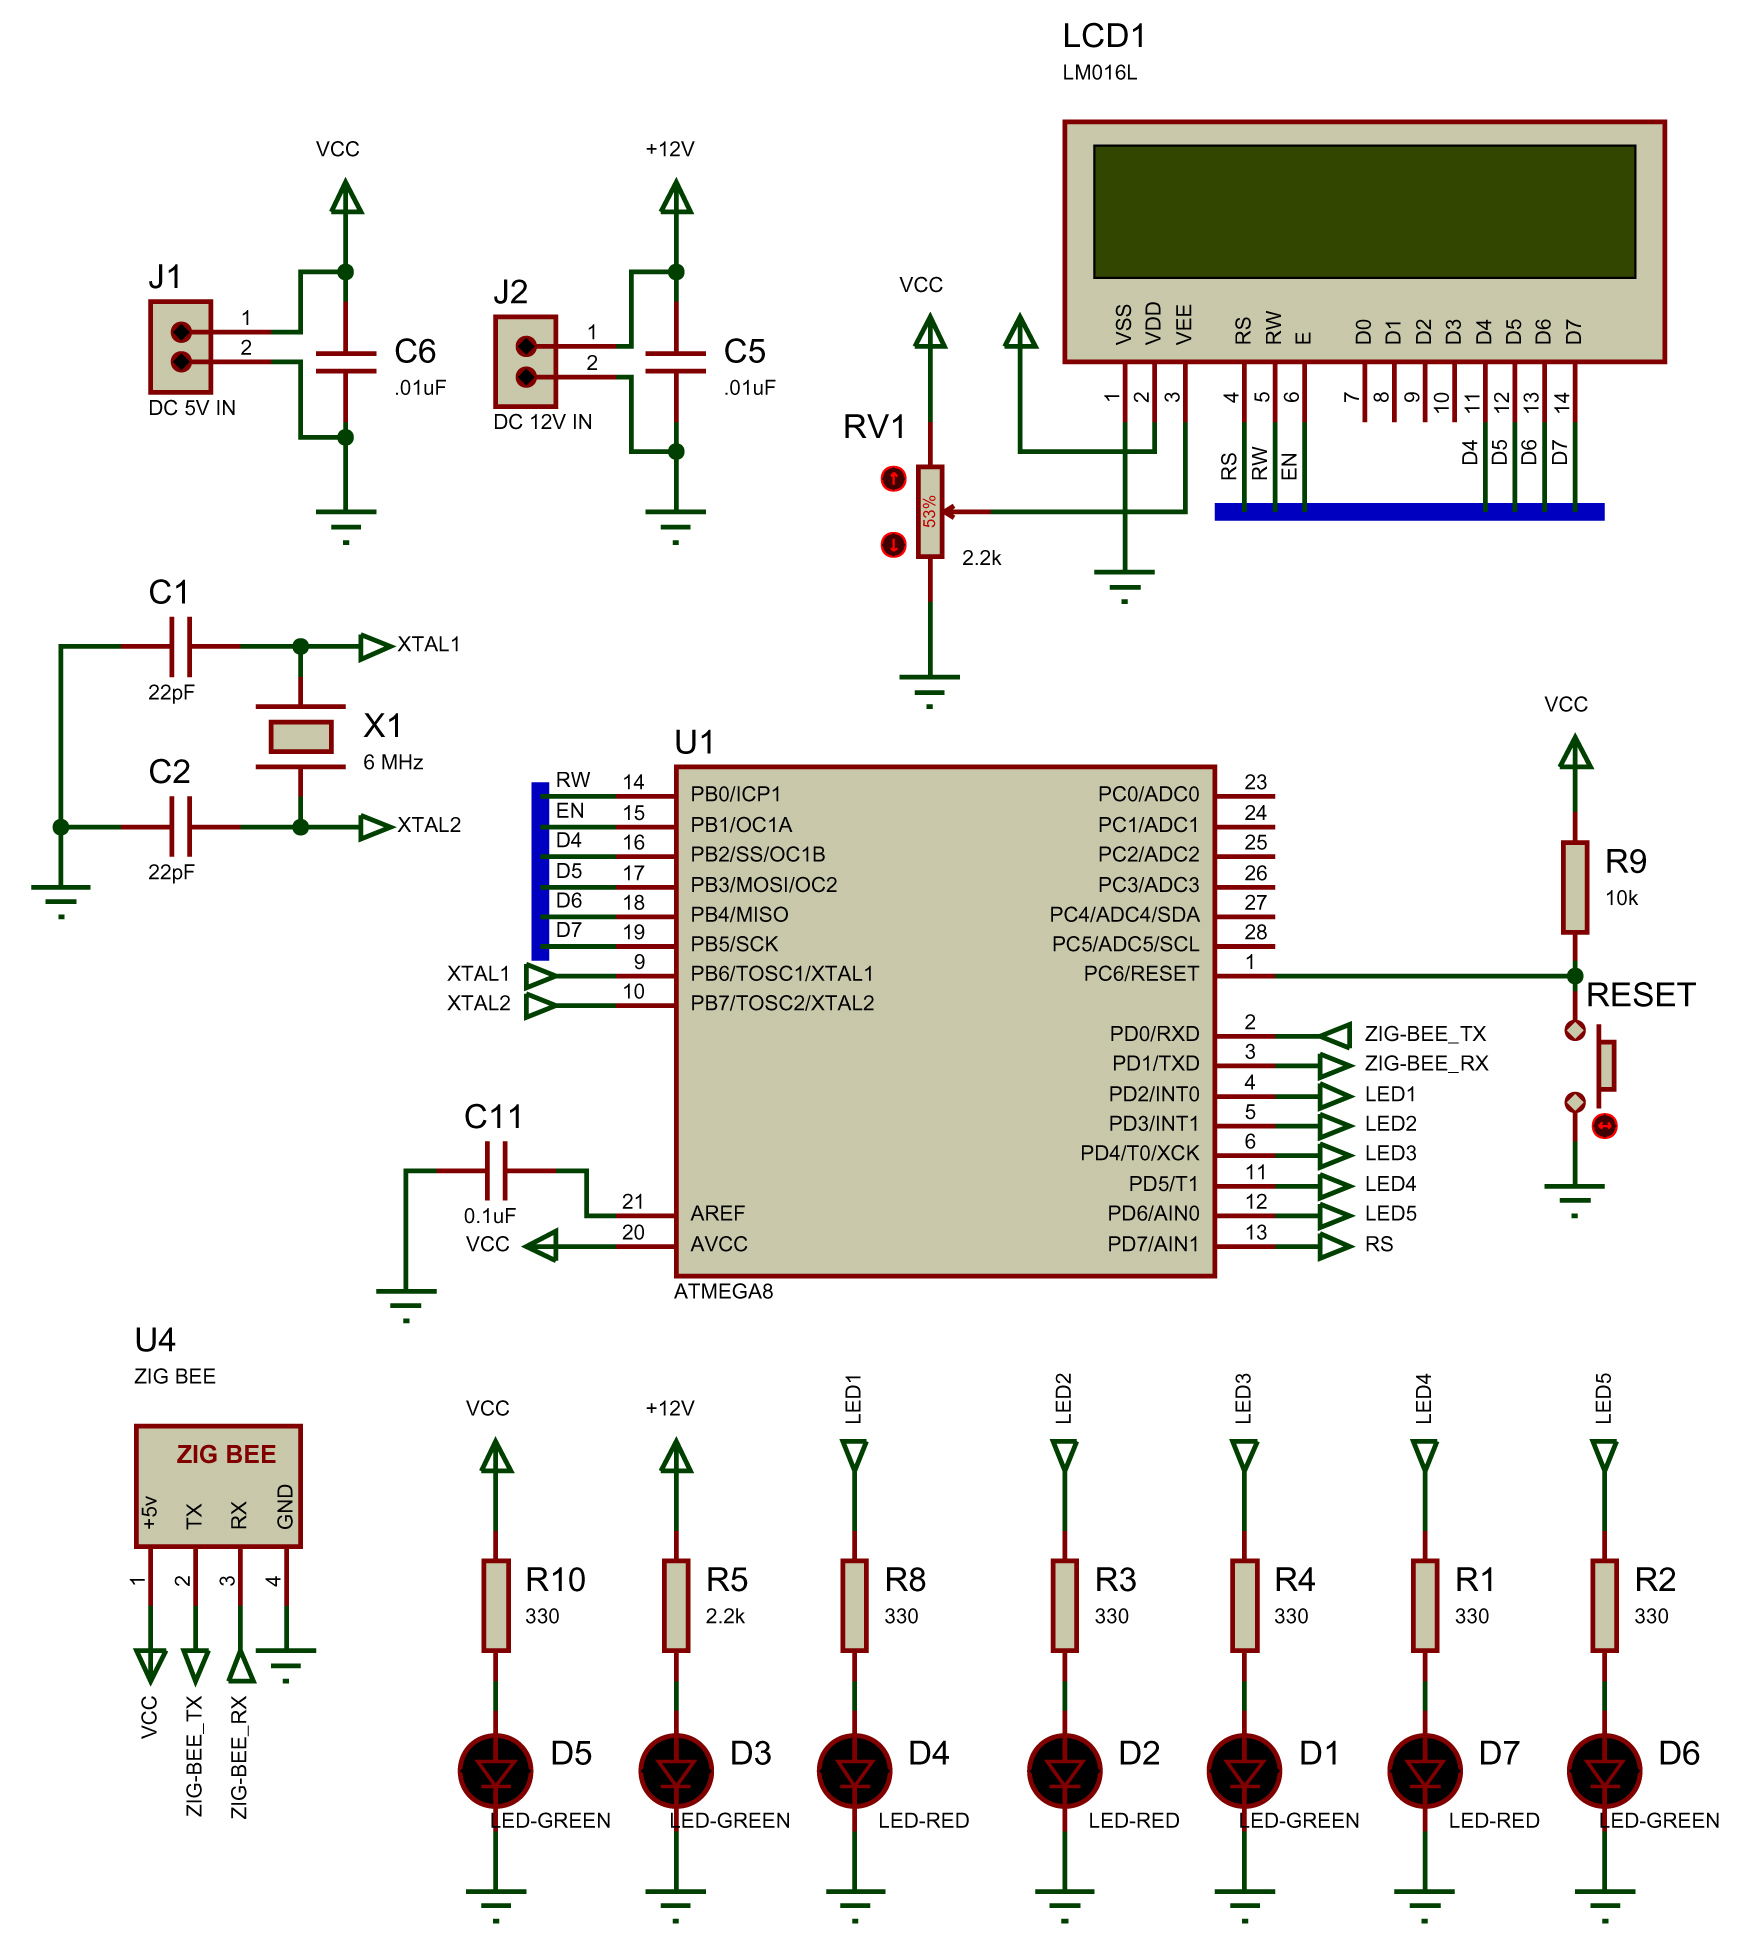 LCD1
LM016L
VCC
+12V
J1
1
2
DC 5V IN
C6
.01uF
J2
1
2
DC 12V IN
C5
.01uF
VCC
RV1
53%
2.2k
VSS
VDD
VEE
RS
RW
E
D0
D1
D2
D3
D4
D5
D6
D7
1
2
3
4
5
6
7
8
9
10
11
12
13
14
RS
RW
EN
D4
D5
D6
D7
C1
22pF
XTAL1
X1
6 MHz
C2
22pF
XTAL2
U1
RW 14 PB0/ICP1
EN 15 PB1/OC1A
D4 16 PB2/SS/OC1B
D5 17 PB3/MOSI/OC2
D6 18 PB4/MISO
D7 19 PB5/SCK
XTAL1 9 PB6/TOSC1/XTAL1
XTAL2 10 PB7/TOSC2/XTAL2
C11
0.1uF
21 AREF
VCC 20 AVCC
PC0/ADC0 23
PC1/ADC1 24
PC2/ADC2 25
PC3/ADC3 26
PC4/ADC4/SDA 27
PC5/ADC5/SCL 28
PC6/RESET 1
PD0/RXD 2 ZIG-BEE_TX
PD1/TXD 3 ZIG-BEE_RX
PD2/INT0 4 LED1
PD3/INT1 5 LED2
PD4/T0/XCK 6 LED3
PD5/T1 11 LED4
PD6/AIN0 12 LED5
PD7/AIN1 13 RS
ATMEGA8
VCC
R9
10k
RESET
U4
ZIG BEE
ZIG BEE
+5v
TX
RX
GND
1
2
3
4
VCC
ZIG-BEE_TX
ZIG-BEE_RX
VCC
R10
330
D5
LED-GREEN
+12V
R5
2.2k
D3
LED-GREEN
LED1
R8
330
D4
LED-RED
LED2
R3
330
D2
LED-RED
LED3
R4
330
D1
LED-GREEN
LED4
R1
330
D7
LED-RED
LED5
R2
330
D6
LED-GREEN